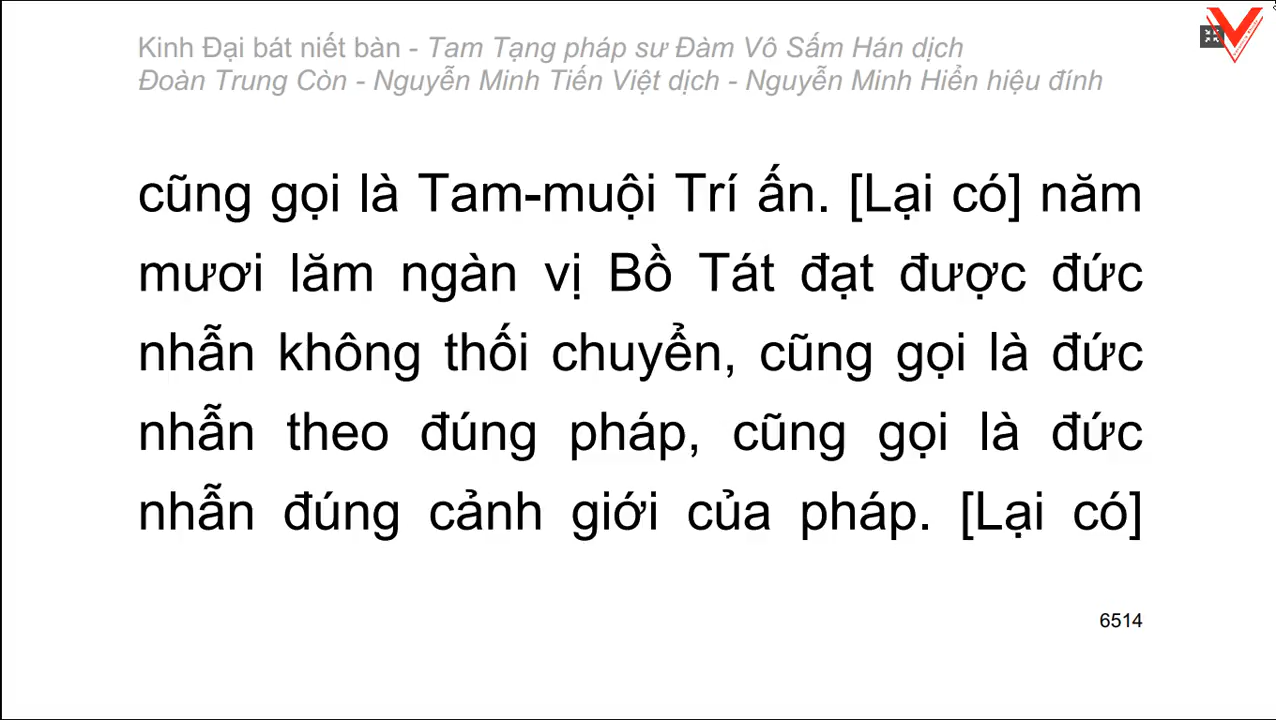 Kinh Đại bát niết bàn - Tam Tạng pháp sư Đàm Vô Sấm Hán dịch
Đoàn Trung Còn - Nguyễn Minh Tiến Việt dịch - Nguyễn Minh Hiển hiệu đính
cũng gọi là Tam-muội Trí ấn. [Lại có] năm
mươi lăm ngàn vị Bồ Tát đạt được đức
nhẫn không thối chuyển, cũng gọi là đức
nhẫn theo đúng pháp, cũng gọi là đức
nhẫn đúng cảnh giới của pháp. [Lại có]
6514